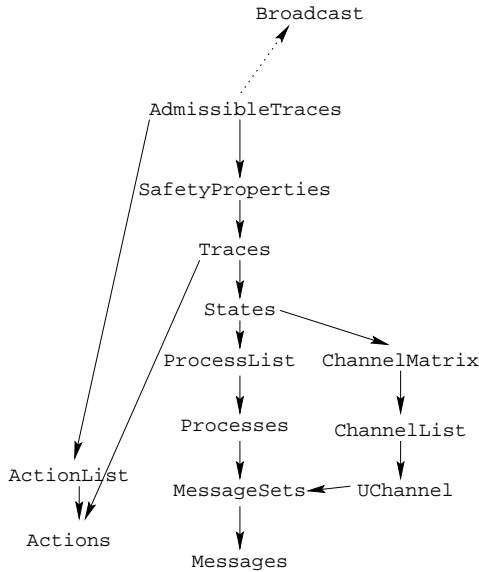 Broadcast
AdmissibleTraces
SafetyProperties
Traces
States
ProcessList
ChannelMatrix
Processes
ChannelList
ActionList
MessageSets
UChannel
Actions
Messages